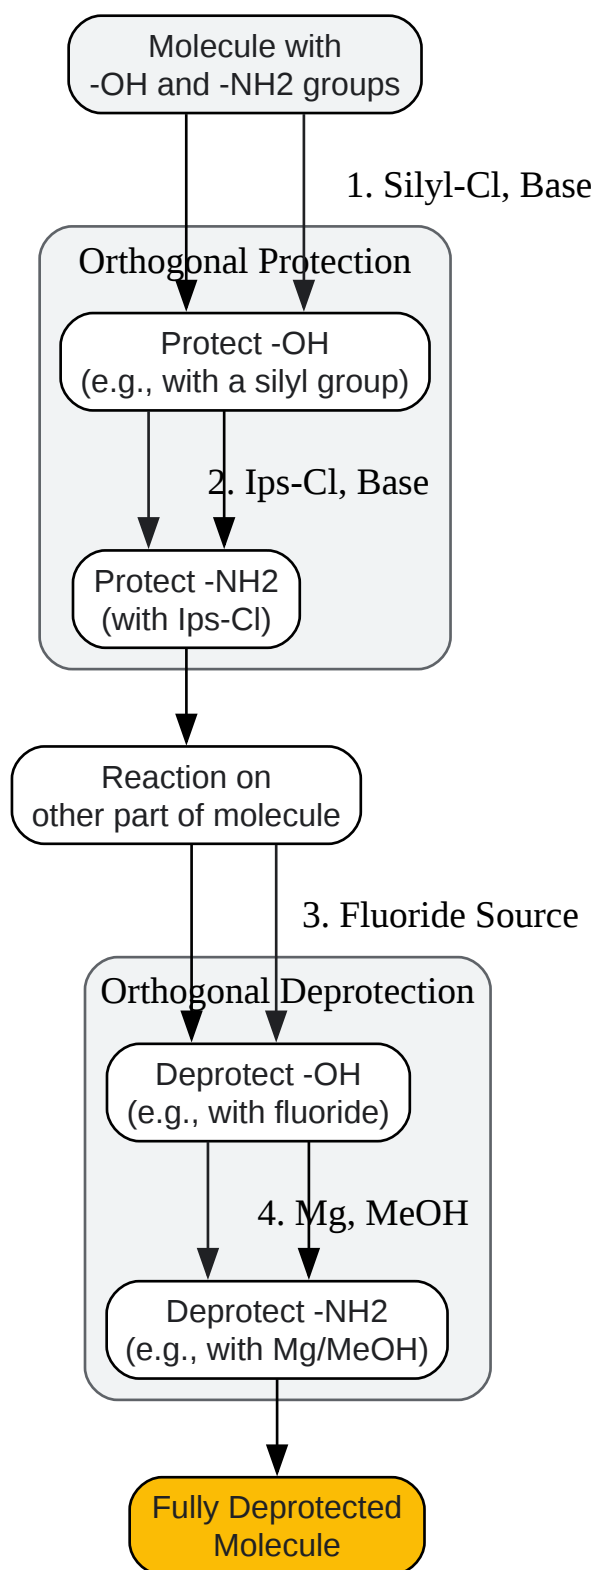 Molecule with
-OH and -NH2 groups
1. Silyl-Cl, Base
Orthogonal Protection
Protect -OH
(e.g., with a silyl group)
2. Ips-Cl, Base
Protect -NH2
(with Ips-Cl)
Reaction on
other part of molecule
3. Fluoride Source
Orthogonal Deprotection
Deprotect -OH
(e.g., with fluoride)
4. Mg, MeOH
Deprotect -NH2
(e.g., with Mg/MeOH)
Fully Deprotected
Molecule